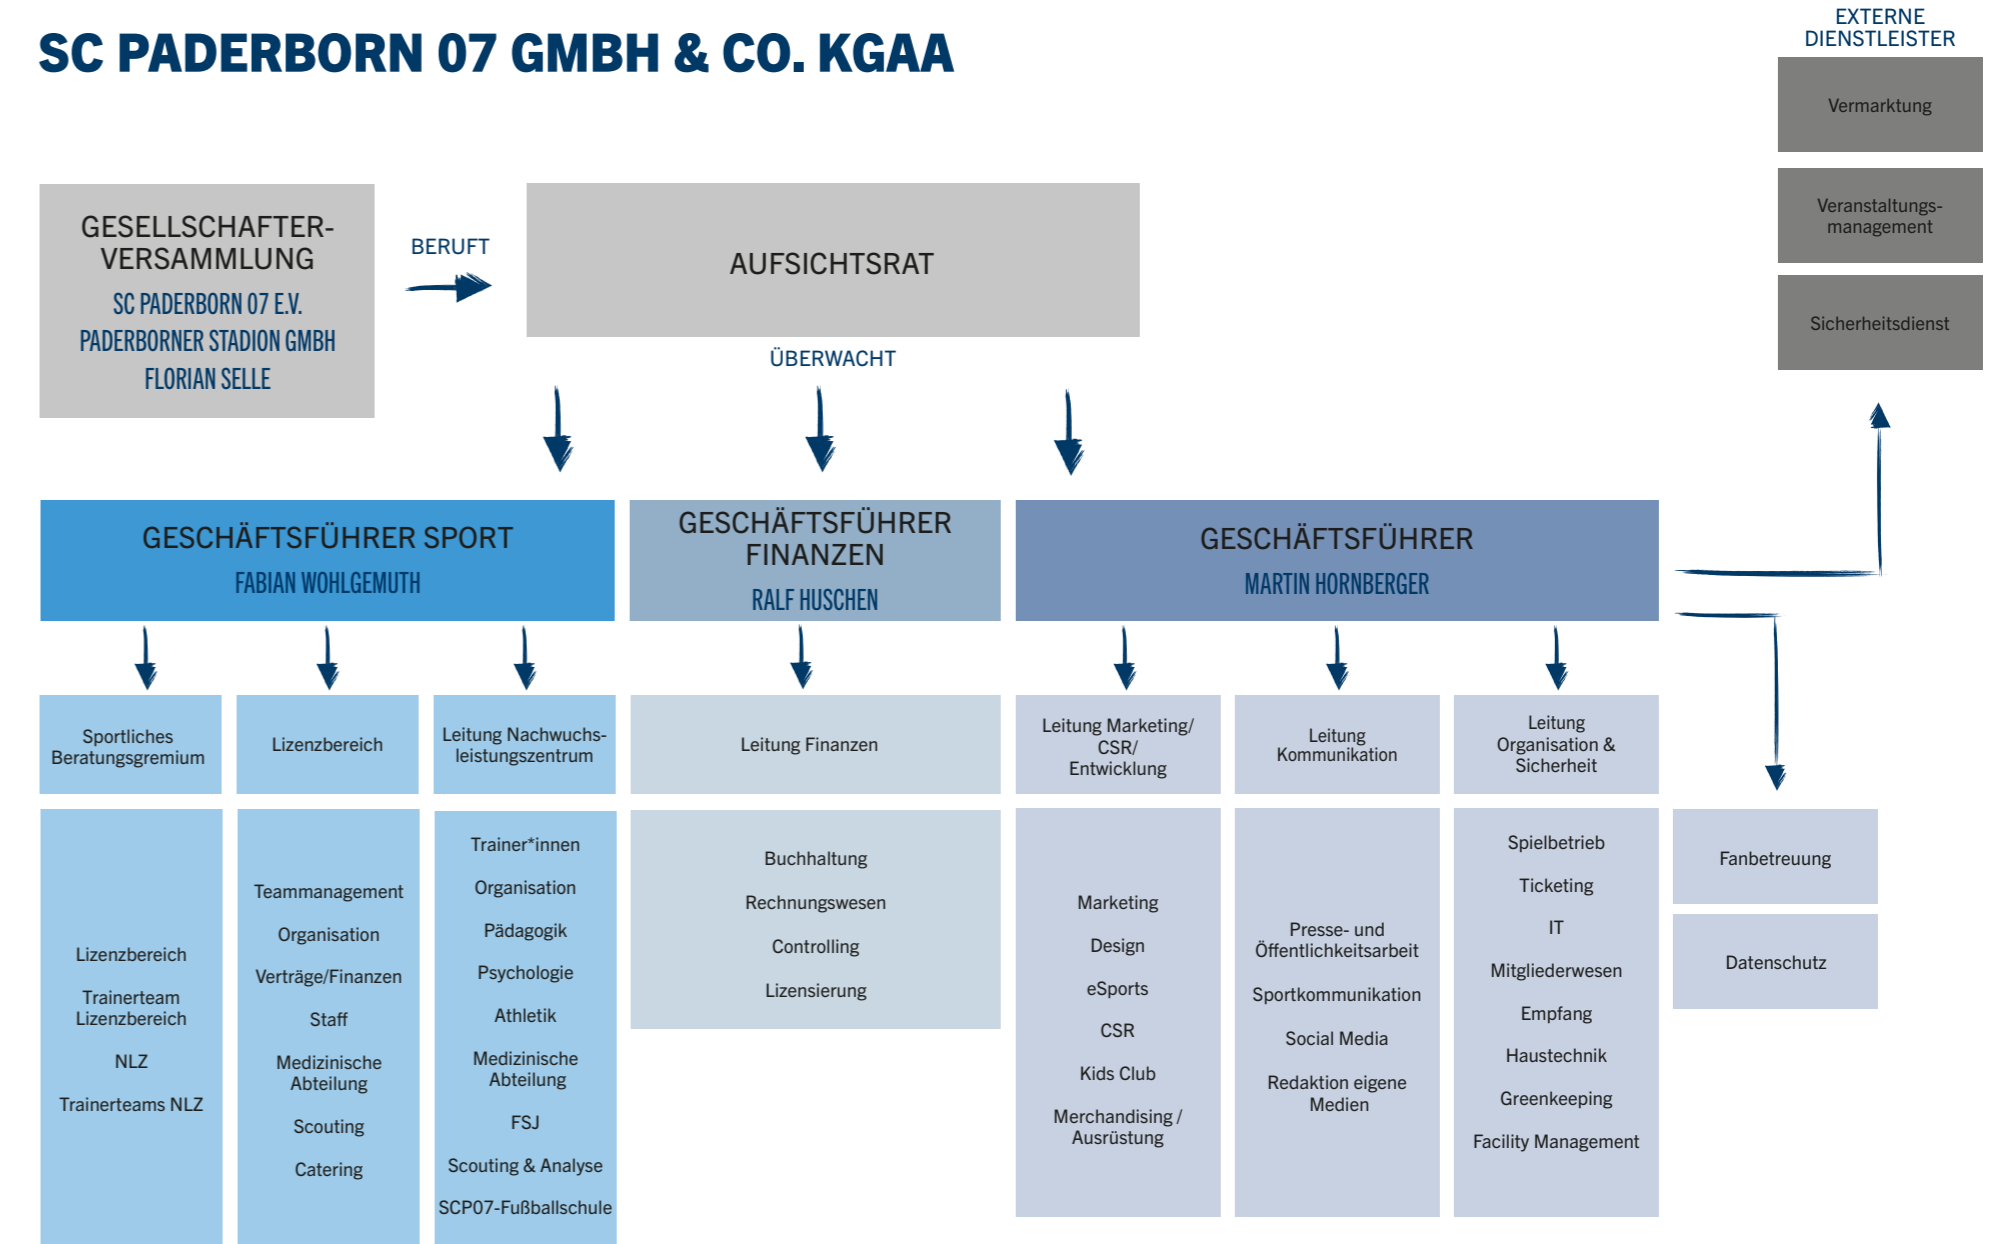 SC PADERBORN 07 GMBH & CO. KGAA
EXTERNE
DIENSTLEISTER
Vermarktung
Veranstaltungs-
management
Sicherheitsdienst
GESELLSCHAFTER-
VERSAMMLUNG
SC PADERBORN 07 E.V.
PADERBORNER STADION GMBH
FLORIAN SELLE
BERUFT
AUFSICHTSRAT
ÜBERWACHT
GESCHÄFTSFÜHRER SPORT
FABIAN WOHLGEMUTH
GESCHÄFTSFÜHRER
FINANZEN
RALF HUSCHEN
GESCHÄFTSFÜHRER
MARTIN HORNBERGER
Sportliches
Beratungsgremium
Lizenzbereich
Leitung Nachwuchs-
leistungszentrum
Leitung Finanzen
Leitung Marketing/
CSR/
Entwicklung
Leitung
Kommunikation
Leitung
Organisation &
Sicherheit
Lizenzbereich
Trainerteam
Lizenzbereich
NLZ
Trainerteams NLZ
Teammanagement
Organisation
Verträge/Finanzen
Staff
Medizinische
Abteilung
Scouting
Catering
Trainer*innen
Organisation
Pädagogik
Psychologie
Athletik
Medizinische
Abteilung
FSJ
Scouting & Analyse
SCP07-Fußballschule
Buchhaltung
Rechnungswesen
Controlling
Lizensierung
Marketing
Design
eSports
CSR
Kids Club
Merchandising /
Ausrüstung
Presse- und
Öffentlichkeitsarbeit
Sportkommunikation
Social Media
Redaktion eigene
Medien
Spielbetrieb
Ticketing
IT
Mitgliederwesen
Empfang
Haustechnik
Greenkeeping
Facility Management
Fanbetreuung
Datenschutz